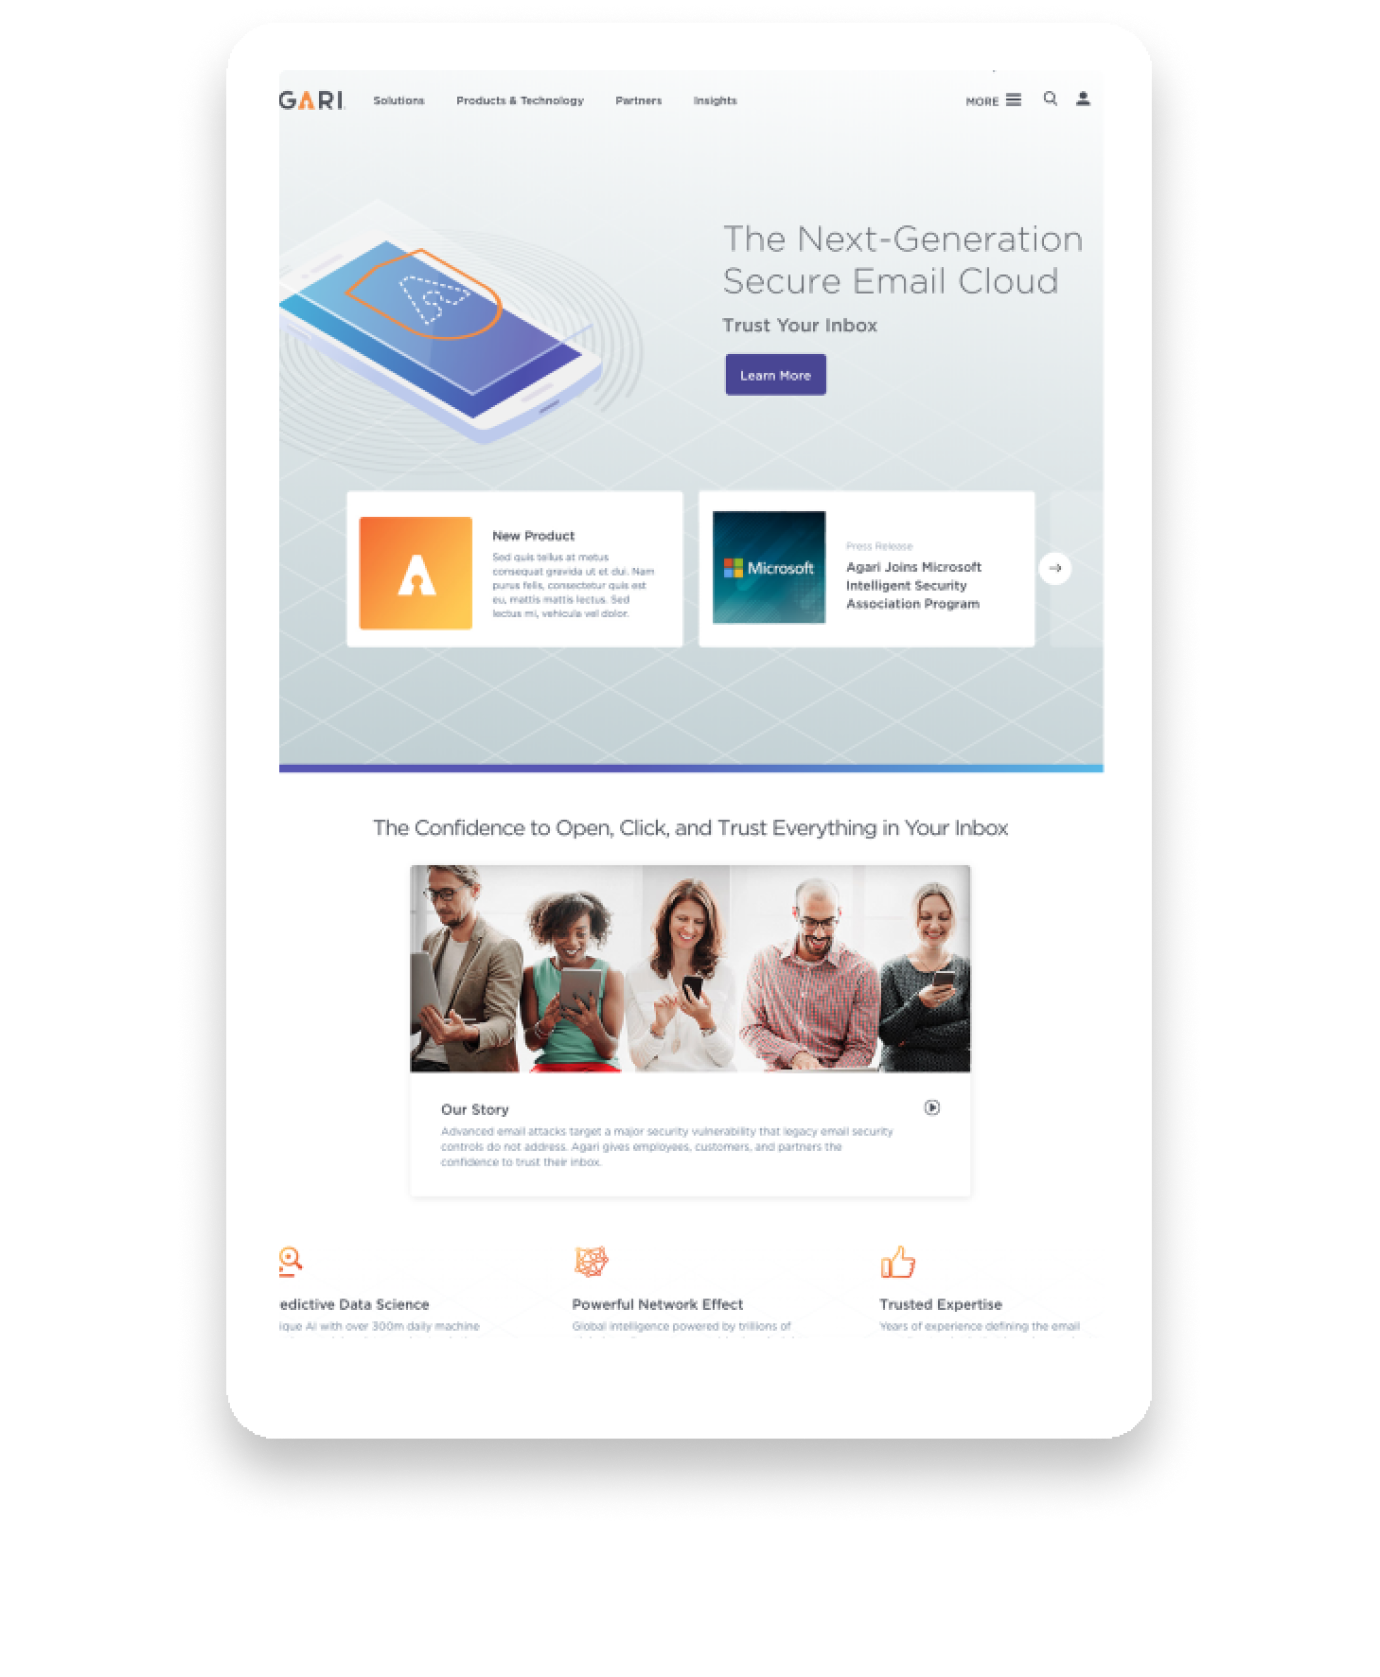 GARI
Solutions
Products & Technology
Partners
Insights
MORE
The Next-Generation
Secure Email Cloud
Trust Your Inbox
Learn More
New Product
Sed quis tellus at metus
consequat gravida ut et dui. Nam
purus felis, consectetur quis est
eu, mattis mattis lectus. Sed
lectus mi, vehicula vel dolor.
Microsoft
Press Release
Agari Joins Microsoft
Intelligent Security
Association Program
The Confidence to Open, Click, and Trust Everything in Your Inbox
Our Story
Advanced email attacks target a major security vulnerability that legacy email security
controls do not address. Agari gives employees, customers, and partners the
confidence to trust their inbox.
edictive Data Science
ique AI with over 300m daily machine
Powerful Network Effect
Global intelligence powered by trillions of
Trusted Expertise
Years of experience defining the email